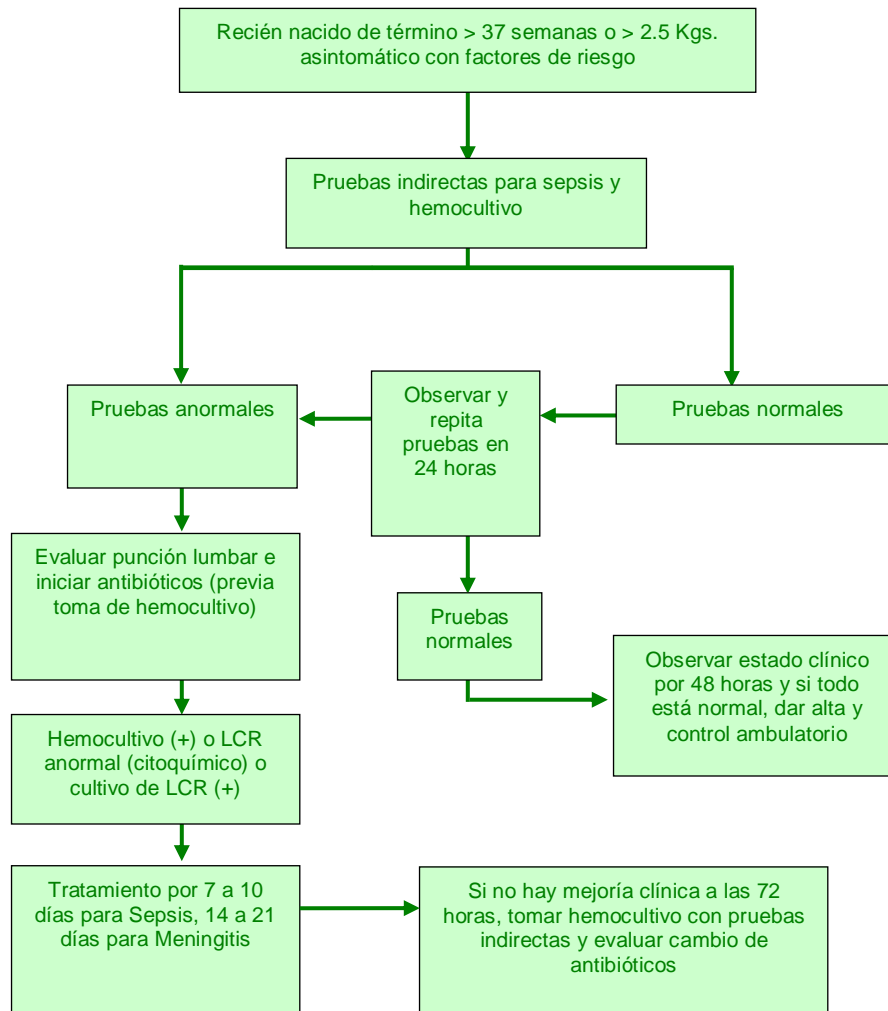 Recién nacido de término > 37 semanas o > 2.5 Kgs.
asintomático con factores de riesgo
Pruebas indirectas para sepsis y
hemocultivo
Pruebas anormales
Observar y
repita
pruebas en
24 horas
Pruebas normales
Evaluar punción lumbar e
iniciar antibióticos (previa
toma de hemocultivo)
Pruebas
normales
Observar estado clínico
por 48 horas y si todo
está normal, dar alta y
control ambulatorio
Hemocultivo (+) o LCR
anormal (citoquímico) o
cultivo de LCR (+)
Tratamiento por 7 a 10
días para Sepsis, 14 a 21
días para Meningitis
Si no hay mejoría clínica a las 72
horas, tomar hemocultivo con pruebas
indirectas y evaluar cambio de
antibióticos